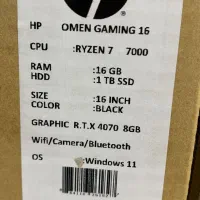 HP OMEN GAMING 16
CPU :RYZEN 7 7000
RAM :16 GB
HDD :1 TB SSD
SIZE :16 INCH
COLOR :BLACK
GRAPHIC R.T.X 4070 8GB
Wifi/Camera/Bluetooth
OS :Windows 11